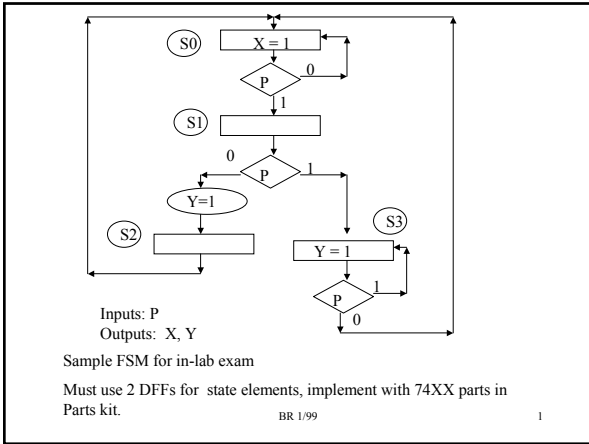 S0
X = 1
0
P
1
S1
0
P
1
Y=1
S3
S2
Y = 1
1
P
0
Inputs: P
Outputs: X, Y
Sample FSM for in-lab exam
Must use 2 DFFs for state elements, implement with 74XX parts in
Parts kit.
BR 1/99
1